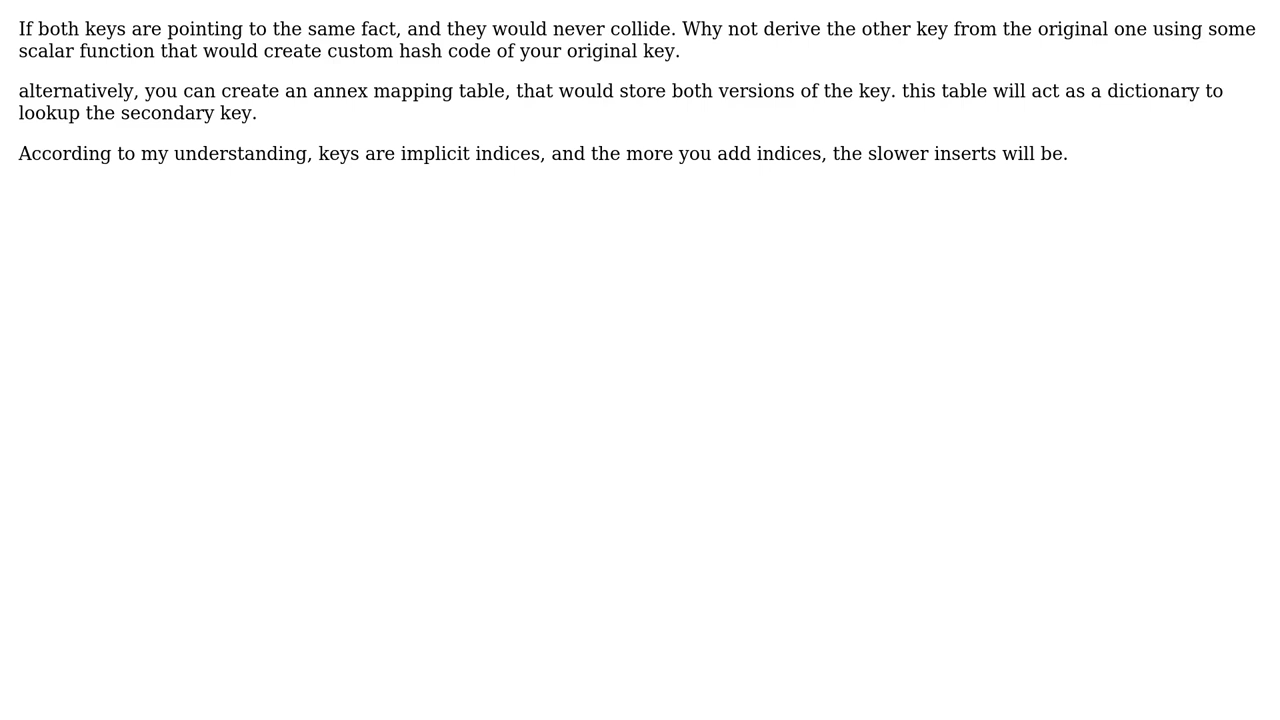 If both keys are pointing to the same fact, and they would never collide. Why not derive the other key from the original one using some
scalar function that would create custom hash code of your original key.
alternatively, you can create an annex mapping table, that would store both versions of the key. this table will act as a dictionary to
lookup the secondary key.
According to my understanding, keys are implicit indices, and the more you add indices, the slower inserts will be.